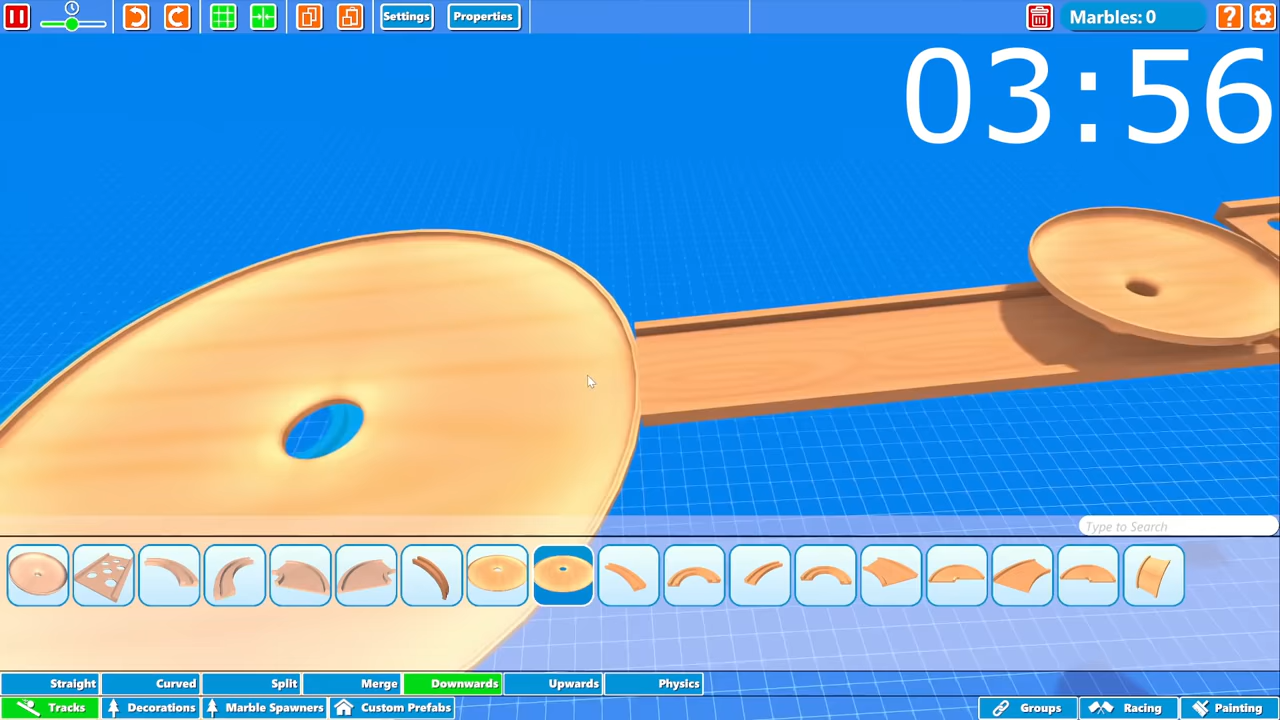 Settings
Properties
Marbles: 0
?
03:56
Type to Search
Straight
Curved
Split
Merge
Downwards
Upwards
Physics
Tracks
Decorations
Marble Spawners
Custom Prefabs
Groups
Racing
Painting